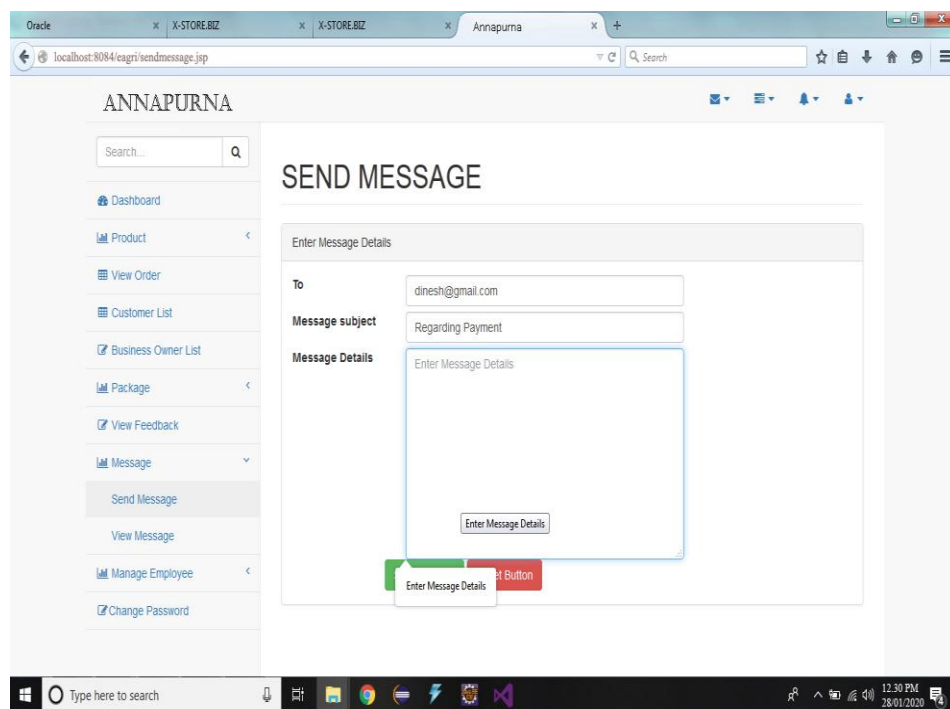 Oracle x X-STORE.BIZ x X-STORE.BIZ x Annapurna x +
localhost:8084/eagri/sendmessage.jsp Search
ANNAPURNA
Search...
SEND MESSAGE
Dashboard
Product
Enter Message Details
View Order
To dinesh@gmail.com
Customer List
Message subject Regarding Payment
Business Owner List
Message Details Enter Message Details
Package
View Feedback
Message
Send Message
Enter Message Details
View Message
Manage Employee
Button
Enter Message Details
Change Password
Type here to search
12.30 PM
28/01/2020
4